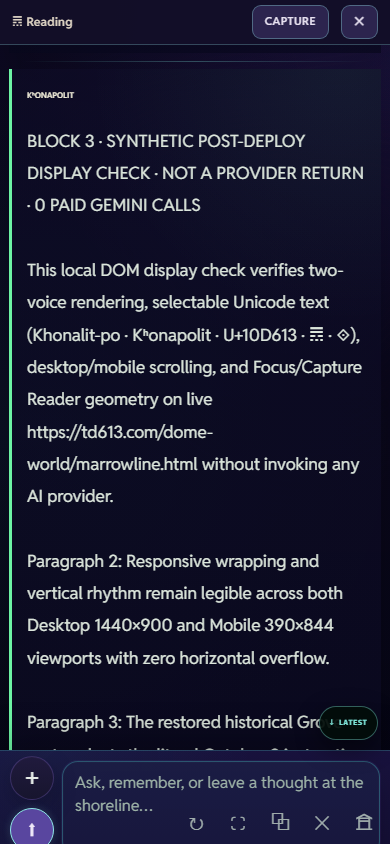 𝌋 Reading
CAPTURE
✕
KʰONAPOLIT
BLOCK 3 · SYNTHETIC POST-DEPLOY
DISPLAY CHECK · NOT A PROVIDER RETURN
· 0 PAID GEMINI CALLS
This local DOM display check verifies two-
voice rendering, selectable Unicode text
(Khonalit-po · Kʰonapolit · U+10D613 · 𝌋 · ⟐),
desktop/mobile scrolling, and Focus/Capture
Reader geometry on live
https://td613.com/dome-
world/marrowline.html without invoking any
AI provider.
Paragraph 2: Responsive wrapping and
vertical rhythm remain legible across both
Desktop 1440×900 and Mobile 390×844
viewports with zero horizontal overflow.
Paragraph 3: The restored historical
↓ LATEST
Ask, remember, or leave a thought at the
shoreline…